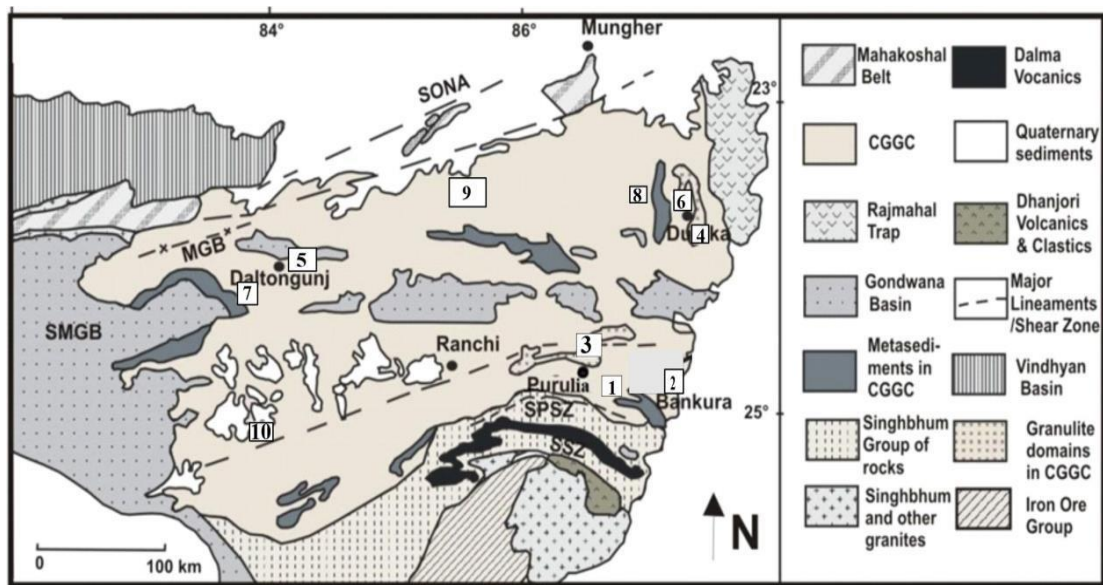 84°
86°
Mungher
23°
SONA
9
8
6
Du ka
4
MGB
5
Daltongunj
7
SMGB
Ranchi
3
Purulia
1
2
Bankura
SPSZ
25°
10
SSZ
N
0
100 km
Mahakoshal
Belt
Dalma
Vocanics
CGGC
Quaternary
sediments
Rajmahal
Trap
Dhanjori
Volcanics
& Clastics
Gondwana
Basin
Major
Lineaments
/Shear Zone
Metasedi-
ments in
CGGC
Vindhyan
Basin
Singhbhum
Group of
rocks
Granulite
domains
in CGGC
Singhbhum
and other
granites
Iron Ore
Group